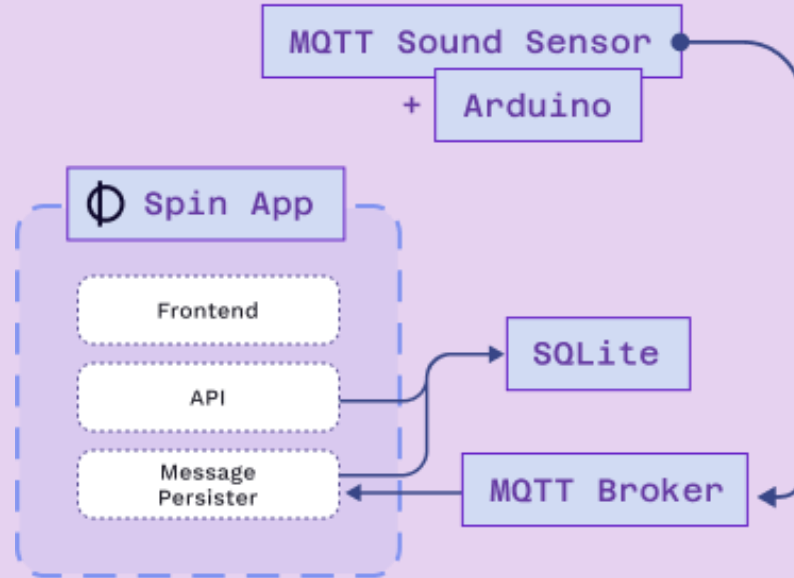 MQTT Sound Sensor
+ Arduino
Spin App
Frontend
API
Message
Persister
SQLite
MQTT Broker